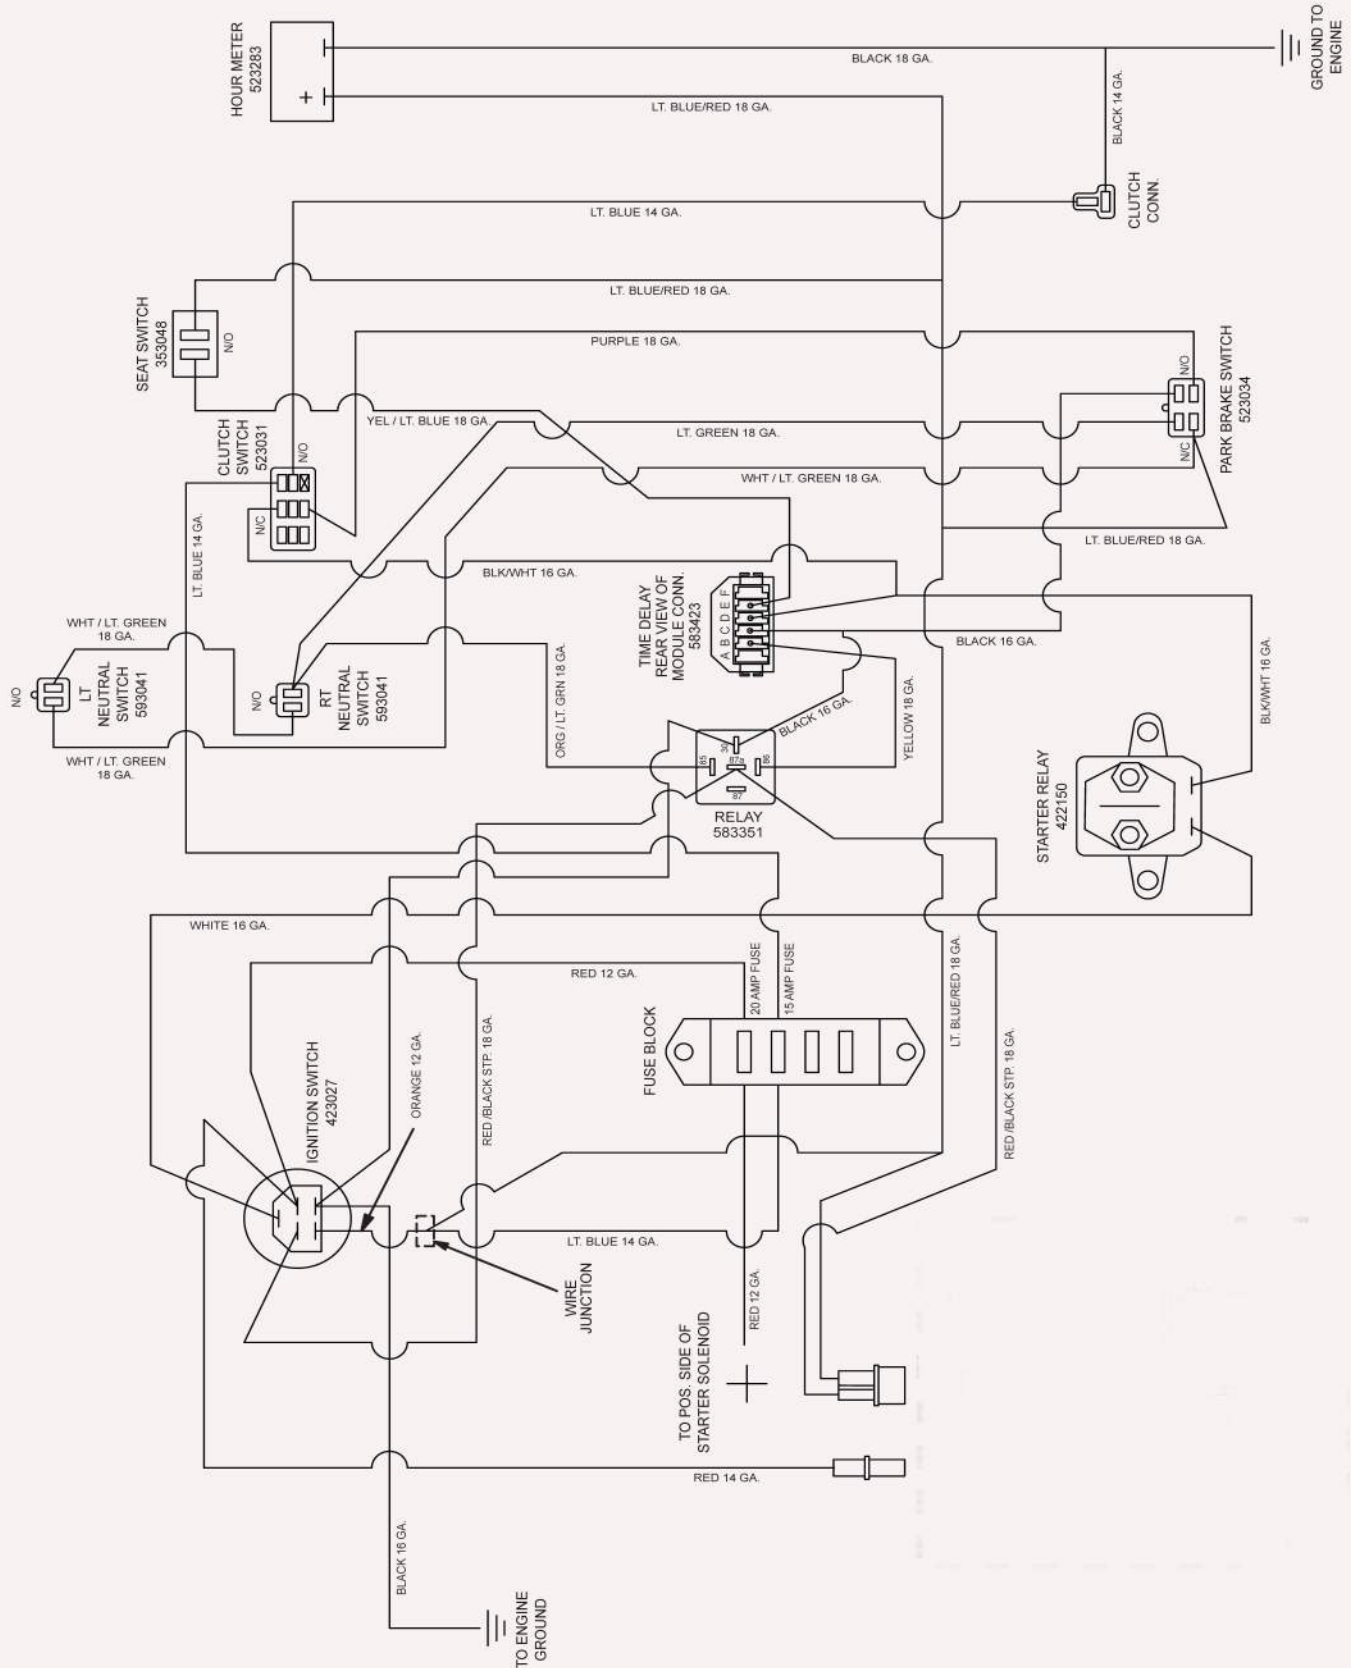 HOUR METER
523283
+
BLACK 18 GA.
GROUND TO
ENGINE
LT. BLUE/RED 18 GA.
BLACK 14 GA.
CLUTCH
CONN.
LT. BLUE 14 GA.
SEAT SWITCH
353048
N/O
LT. BLUE/RED 18 GA.
PURPLE 18 GA.
PARK BRAKE SWITCH
523034
N/O
N/C
YEL / LT. BLUE 18 GA.
CLUTCH
SWITCH
523031
N/O
N/C
LT. GREEN 18 GA.
WHT / LT. GREEN 18 GA.
LT. BLUE/RED 18 GA.
LT. BLUE 14 GA.
BLK/WHT 16 GA.
TIME DELAY
REAR VIEW OF
MODULE CONN.
583423
A B C D E F
BLACK 16 GA.
WHT / LT. GREEN
18 GA.
N/O
LT
NEUTRAL
SWITCH
593041
N/O
RT
NEUTRAL
SWITCH
593041
WHT / LT. GREEN
18 GA.
ORG / LT. GRN 18 GA.
BLACK 16 GA.
YELLOW 18 GA.
BLK/WHT 16 GA.
30
85
87a
86
87
RELAY
583351
STARTER RELAY
422150
WHITE 16 GA.
RED 12 GA.
20 AMP FUSE
15 AMP FUSE
FUSE BLOCK
LT. BLUE/RED 18 GA.
RED /BLACK STP. 18 GA.
IGNITION SWITCH
423027
ORANGE 12 GA.
RED /BLACK STP. 18 GA.
LT. BLUE 14 GA.
WIRE
JUNCTION
RED 12 GA.
TO POS. SIDE OF
STARTER SOLENOID
RED 14 GA.
BLACK 16 GA.
TO ENGINE
GROUND